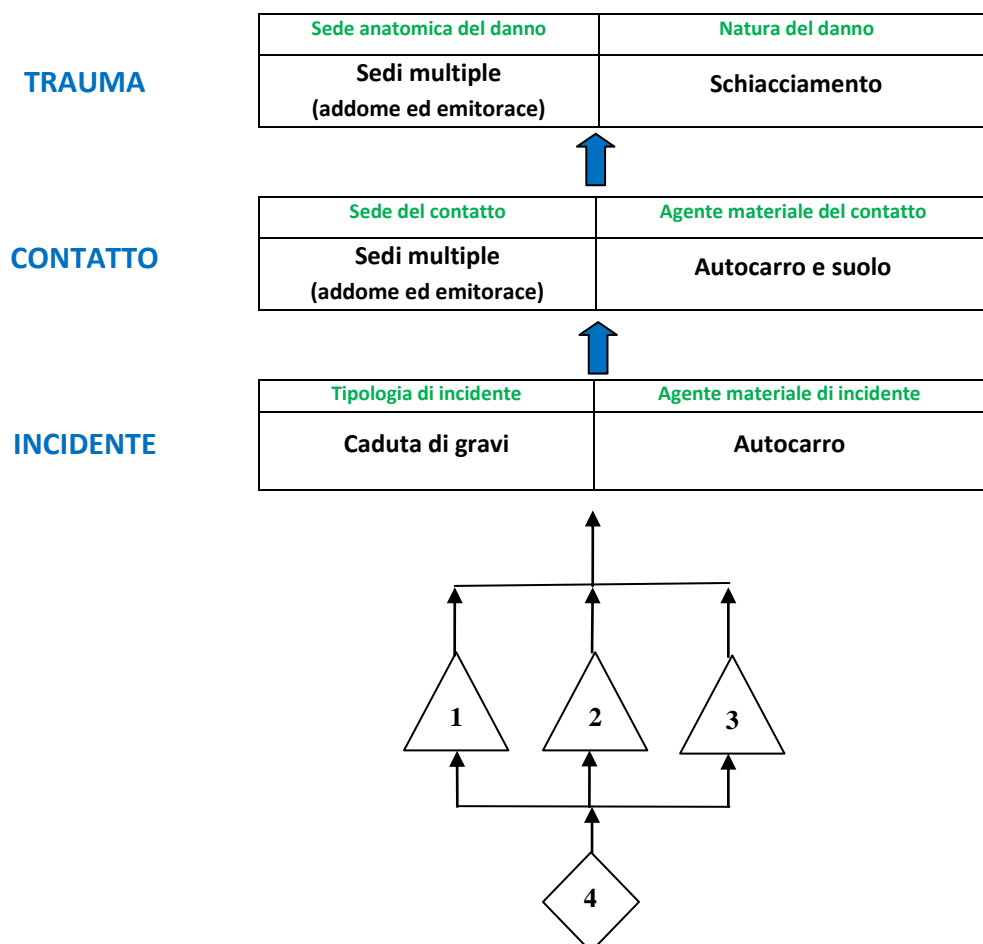 Sede anatomica del danno
Natura del danno
TRAUMA
Sedi multiple
(addome ed emitorace)
Schiacciamento
Sede del contatto
Agente materiale del contatto
CONTATTO
Sedi multiple
(addome ed emitorace)
Autocarro e suolo
Tipologia di incidente
Agente materiale di incidente
INCIDENTE
Caduta di gravi
Autocarro
1
2
3
4